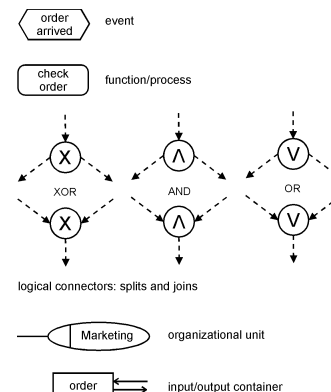 order
arrived
event
check
order
function/process
X
Λ
V
XOR
AND
OR
X
Λ
V
logical connectors: splits and joins
Marketing
organizational unit
order
input/output container